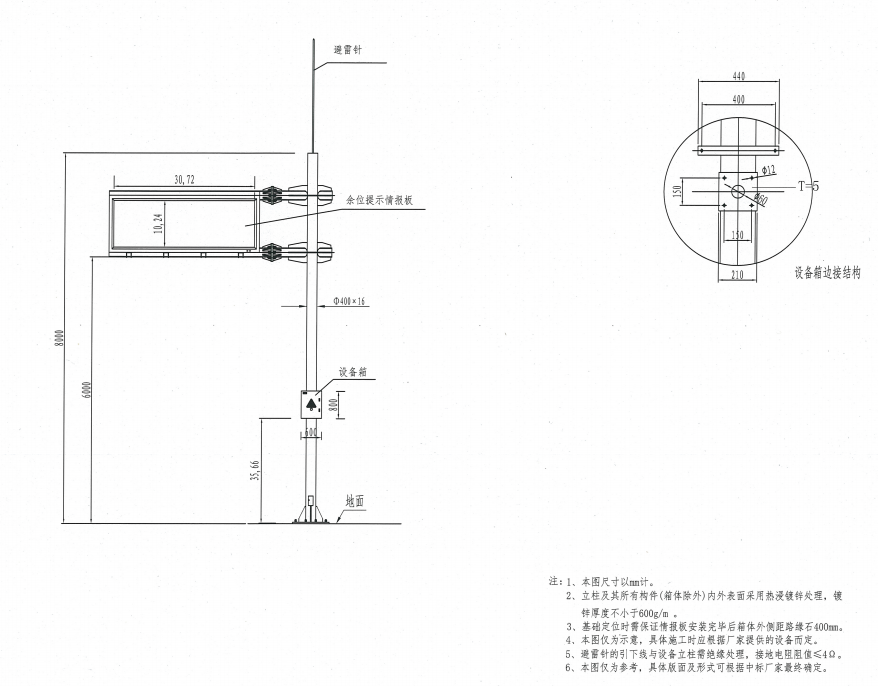 避雷针
440
400
Φ12
T=5
Φ60
150
150
210
设备箱边接结构
30,72
10,24
余位提示情报板
Φ400×16
8000
6000
设备箱
800
600
35,66
地面
注：1、本图尺寸以mm计。
2、立柱及其所有构件(箱体除外)内外表面采用热浸镀锌处理，镀
锌厚度不小于600g/m 。
3、基础定位时需保证情报板安装完毕后箱体外侧距路缘石400mm。
4、本图仅为示意，具体施工时应根据厂家提供的设备而定。
5、避雷针的引下线与设备立柱需绝缘处理，接地电阻阻值≤4Ω。
6、本图仅为参考，具体版面及形式可根据中标厂家最终确定。